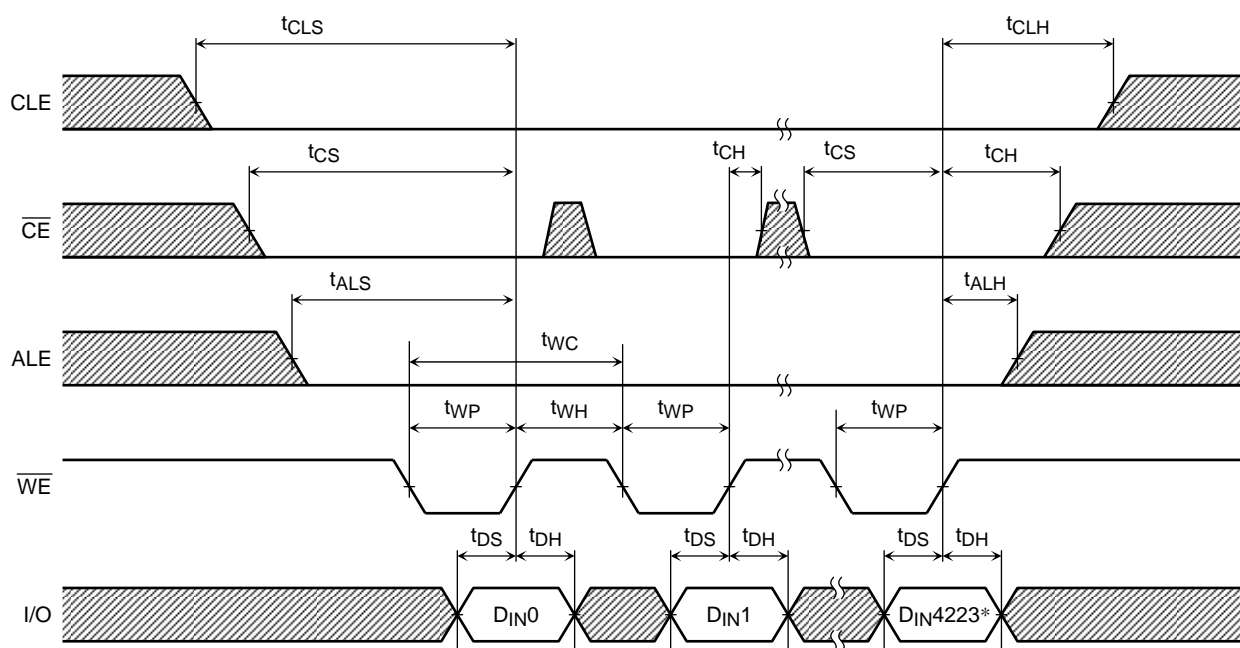 tCLS tCLH
CLE
tCS tCH tCS tCH
CE
tALS tALH
ALE
tWC
tWP tWH tWP tWP
WE
tDS tDH tDS tDH tDS tDH
I/O DIN0 DIN1 DIN4223*